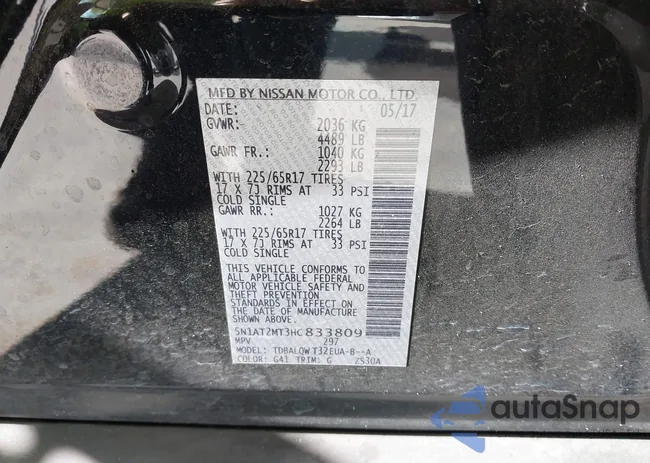 MFD BY NISSAN MOTOR CO., LTD.
DATE: 05/17
GVWR: 2036 KG
4489 LB
GAWR FR.: 1040 KG
2293 LB
WITH 225/65R17 TIRES
17 X 7J RIMS AT 33 PSI
COLD SINGLE
GAWR RR.: 1027 KG
2264 LB
WITH 225/65R17 TIRES
17 X 7J RIMS AT 33 PSI
COLD SINGLE
THIS VEHICLE CONFORMS TO
ALL APPLICABLE FEDERAL
MOTOR VEHICLE SAFETY AND
THEFT PREVENTION
STANDARDS IN EFFECT ON
THE DATE OF MANUFACTURE
SHOWN ABOVE.
5N1AT2MT3HC833809
MPV 297
MODEL: TDBALQW T32EUA-B--A
COLOR: G41 TRIM: G ZS30A
autoSnap